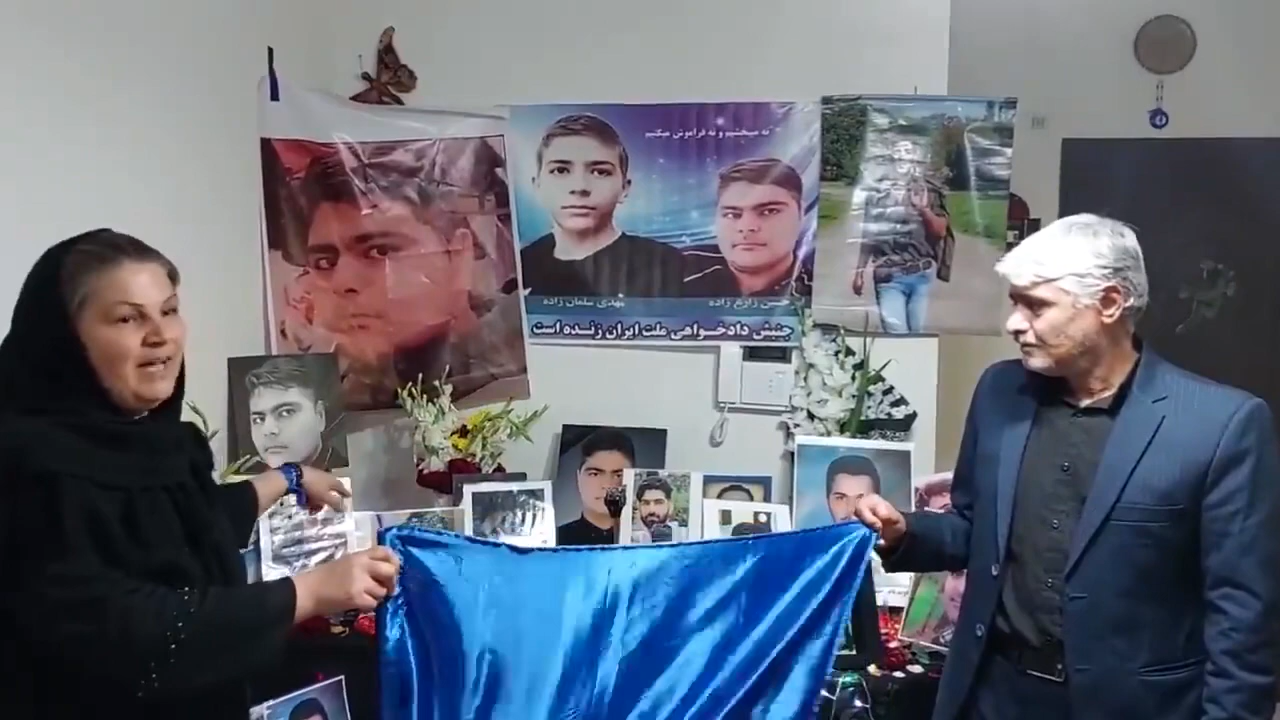 نه میبخشیم و نه فراموش میکنیم
مهدی سلمان زاده
حسن زارع زاده
جنبش دادخواهی ملت ایران زنده است